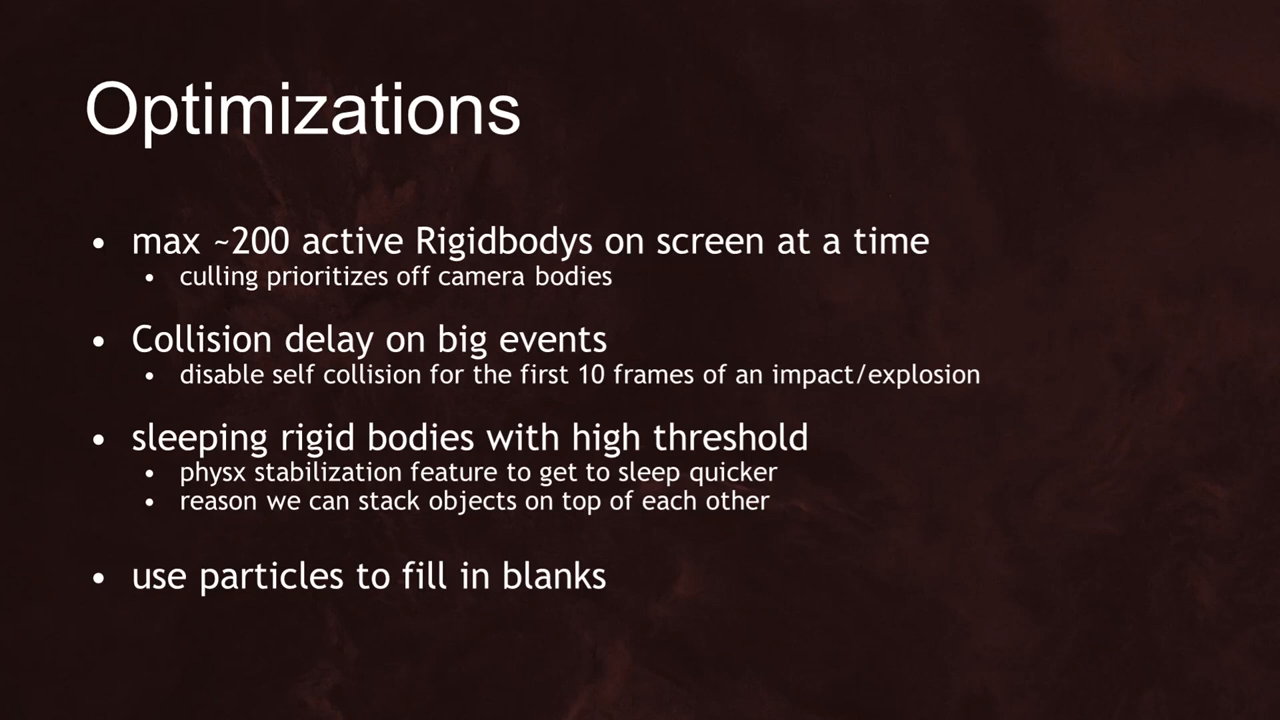 Optimizations
• max ~200 active Rigidbodys on screen at a time
• culling prioritizes off camera bodies
• Collision delay on big events
• disable self collision for the first 10 frames of an impact/explosion
• sleeping rigid bodies with high threshold
• physx stabilization feature to get to sleep quicker
• reason we can stack objects on top of each other
• use particles to fill in blanks